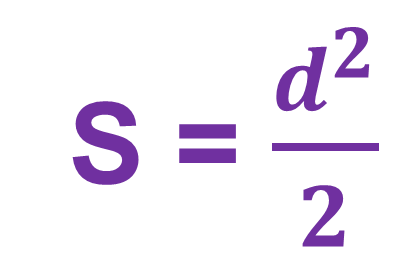 S = d²/2